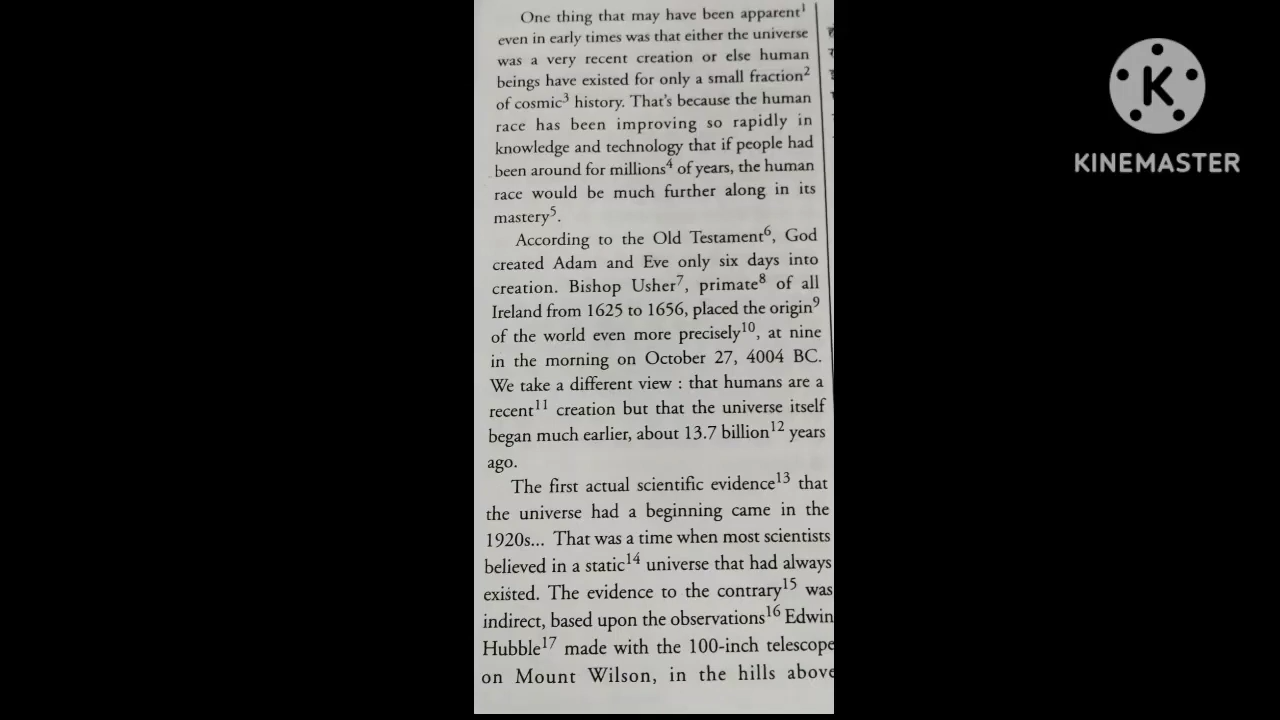 One thing that may have been apparent¹
even in early times was that either the universe
was a very recent creation or else human
beings have existed for only a small fraction²
of cosmic³ history. That's because the human
race has been improving so rapidly in
knowledge and technology that if people had
been around for millions⁴ of years, the human
race would be much further along in its
mastery⁵.
According to the Old Testament⁶, God
created Adam and Eve only six days into
creation. Bishop Usher⁷, primate⁸ of all
Ireland from 1625 to 1656, placed the origin⁹
of the world even more precisely¹⁰, at nine
in the morning on October 27, 4004 BC.
We take a different view : that humans are a
recent¹¹ creation but that the universe itself
began much earlier, about 13.7 billion¹² years
ago.
The first actual scientific evidence¹³ that
the universe had a beginning came in the
1920s... That was a time when most scientists
believed in a static¹⁴ universe that had always
existed. The evidence to the contrary¹⁵ was
indirect, based upon the observations¹⁶ Edwin
Hubble¹⁷ made with the 100-inch telescope
on Mount Wilson, in the hills above
K
KINEMASTER